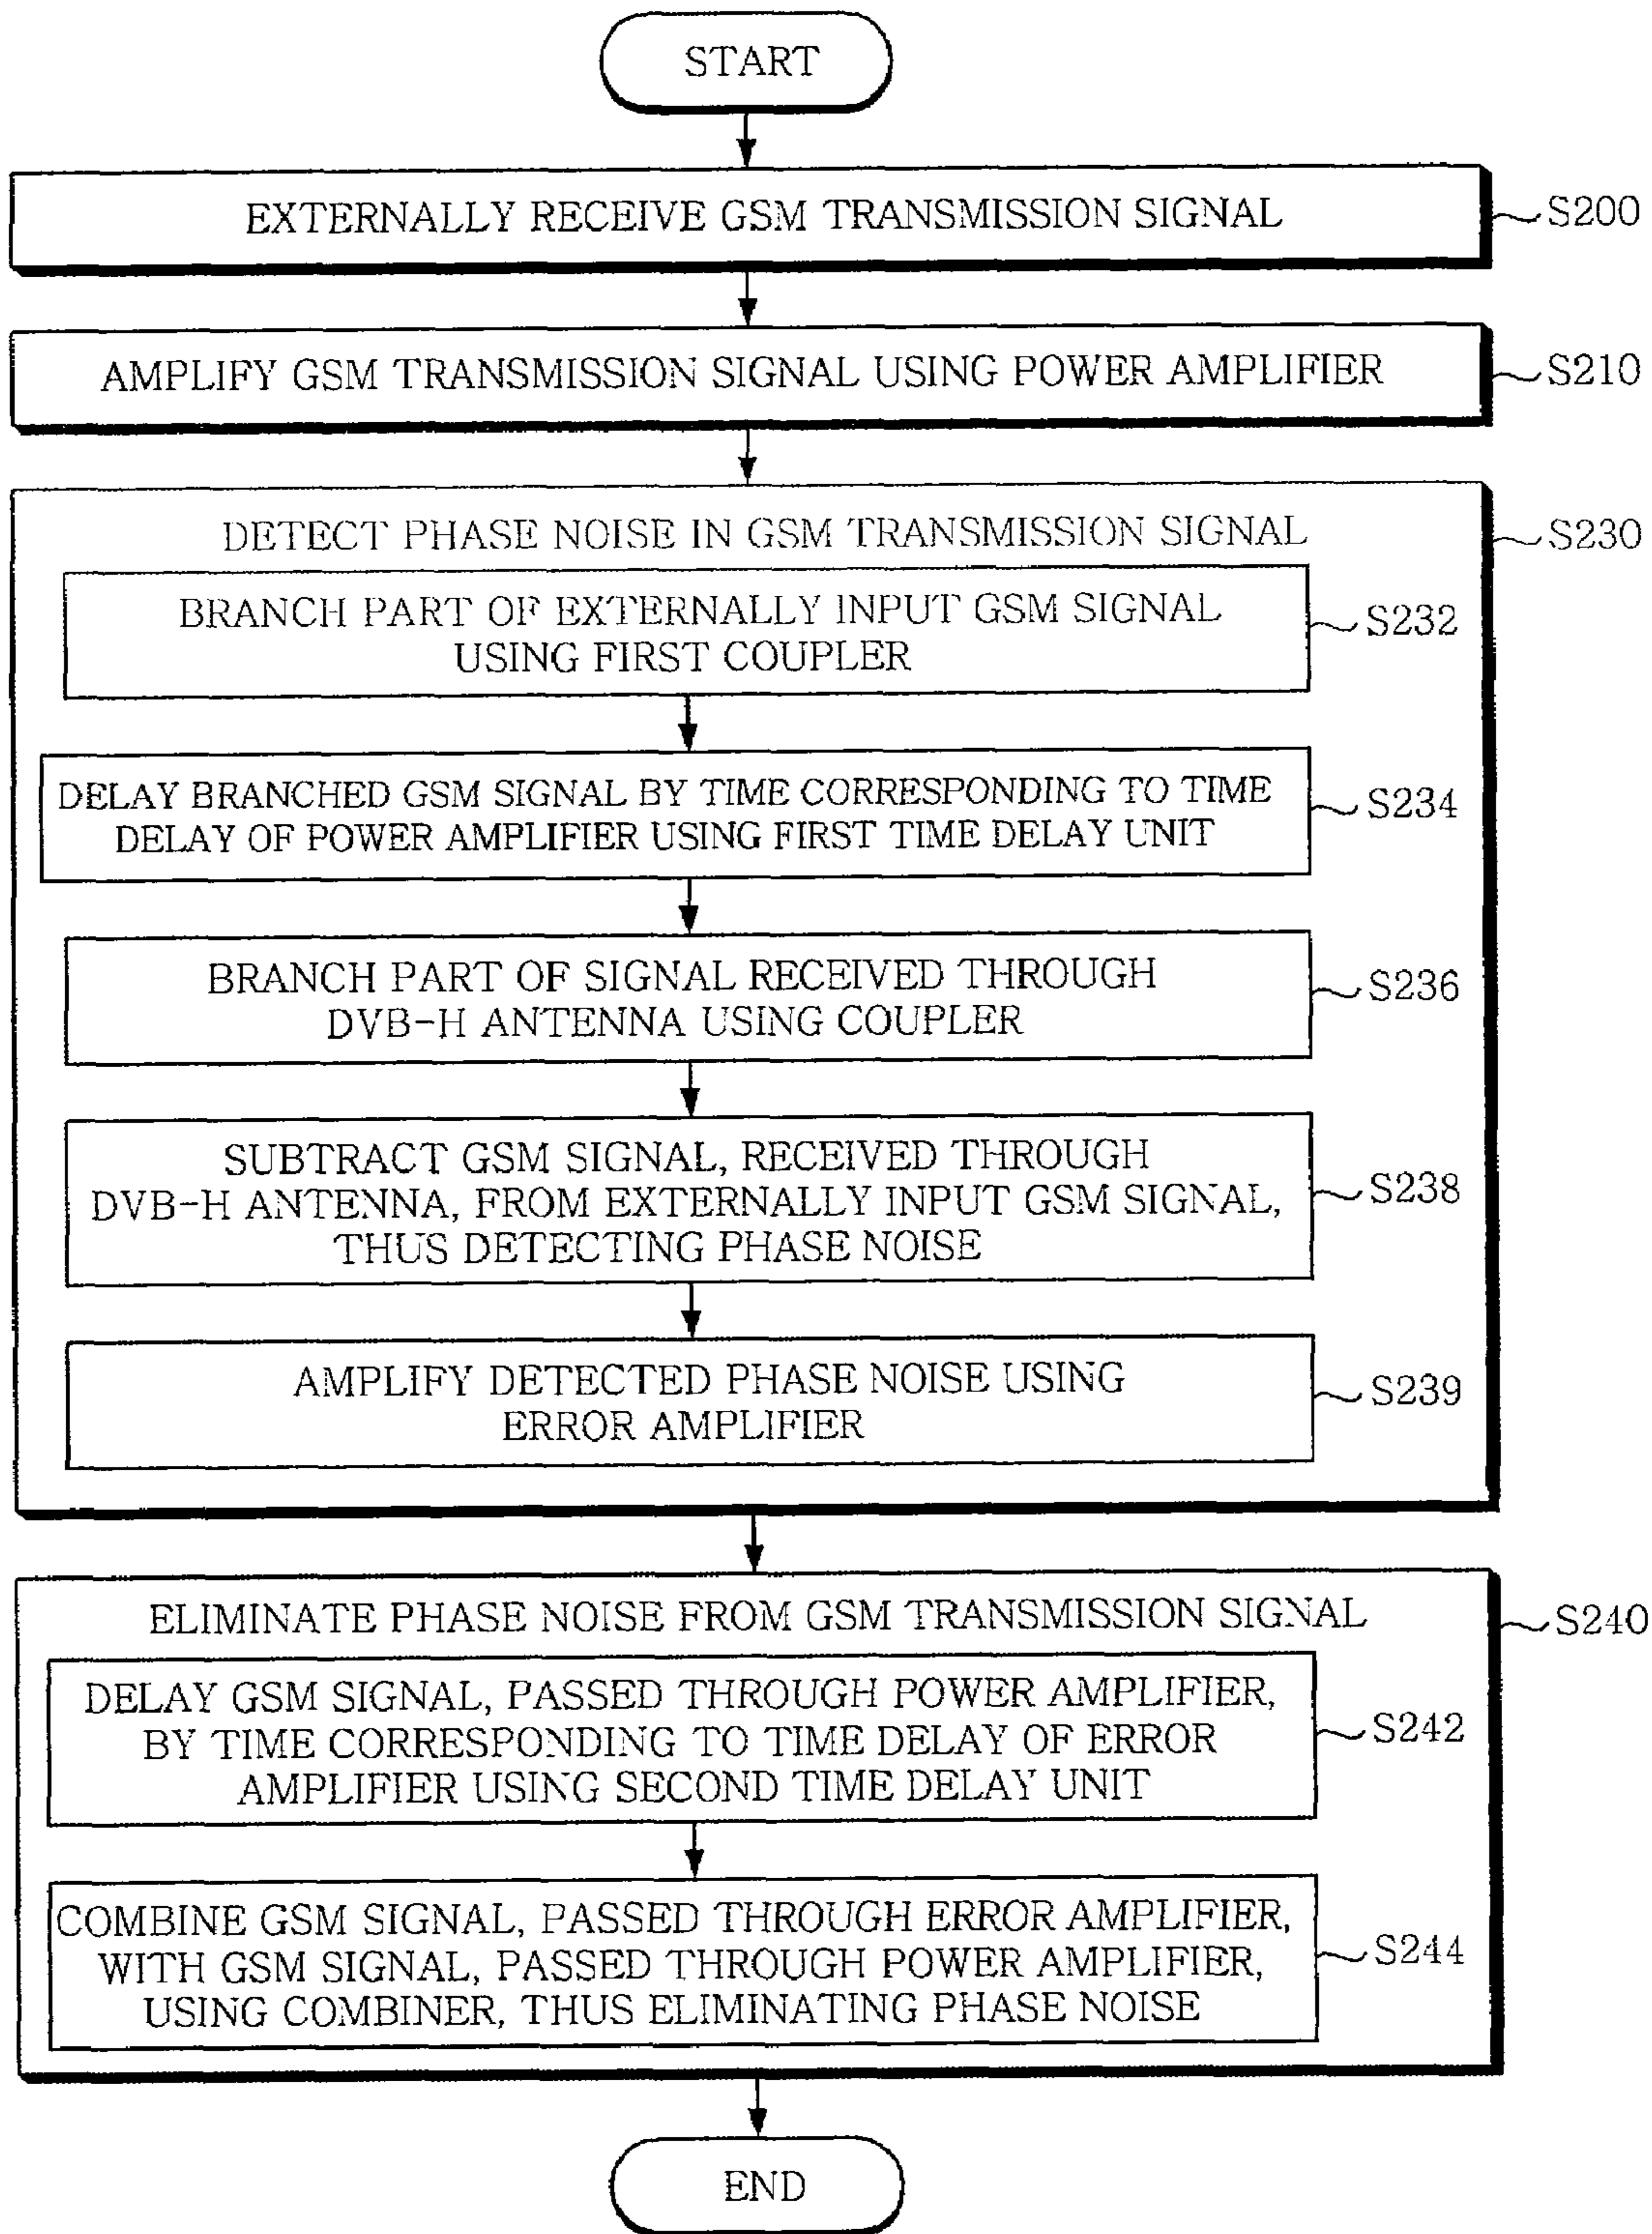 START
EXTERNALLY RECEIVE GSM TRANSMISSION SIGNAL
S200
AMPLIFY GSM TRANSMISSION SIGNAL USING POWER AMPLIFIER
S210
DETECT PHASE NOISE IN GSM TRANSMISSION SIGNAL
S230
BRANCH PART OF EXTERNALLY INPUT GSM SIGNAL
USING FIRST COUPLER
S232
DELAY BRANCHED GSM SIGNAL BY TIME CORRESPONDING TO TIME
DELAY OF POWER AMPLIFIER USING FIRST TIME DELAY UNIT
S234
BRANCH PART OF SIGNAL RECEIVED THROUGH
DVB-H ANTENNA USING COUPLER
S236
SUBTRACT GSM SIGNAL, RECEIVED THROUGH
DVB-H ANTENNA, FROM EXTERNALLY INPUT GSM SIGNAL,
THUS DETECTING PHASE NOISE
S238
AMPLIFY DETECTED PHASE NOISE USING
ERROR AMPLIFIER
S239
ELIMINATE PHASE NOISE FROM GSM TRANSMISSION SIGNAL
S240
DELAY GSM SIGNAL, PASSED THROUGH POWER AMPLIFIER,
BY TIME CORRESPONDING TO TIME DELAY OF ERROR
AMPLIFIER USING SECOND TIME DELAY UNIT
S242
COMBINE GSM SIGNAL, PASSED THROUGH ERROR AMPLIFIER,
WITH GSM SIGNAL, PASSED THROUGH POWER AMPLIFIER,
USING COMBINER, THUS ELIMINATING PHASE NOISE
S244
END